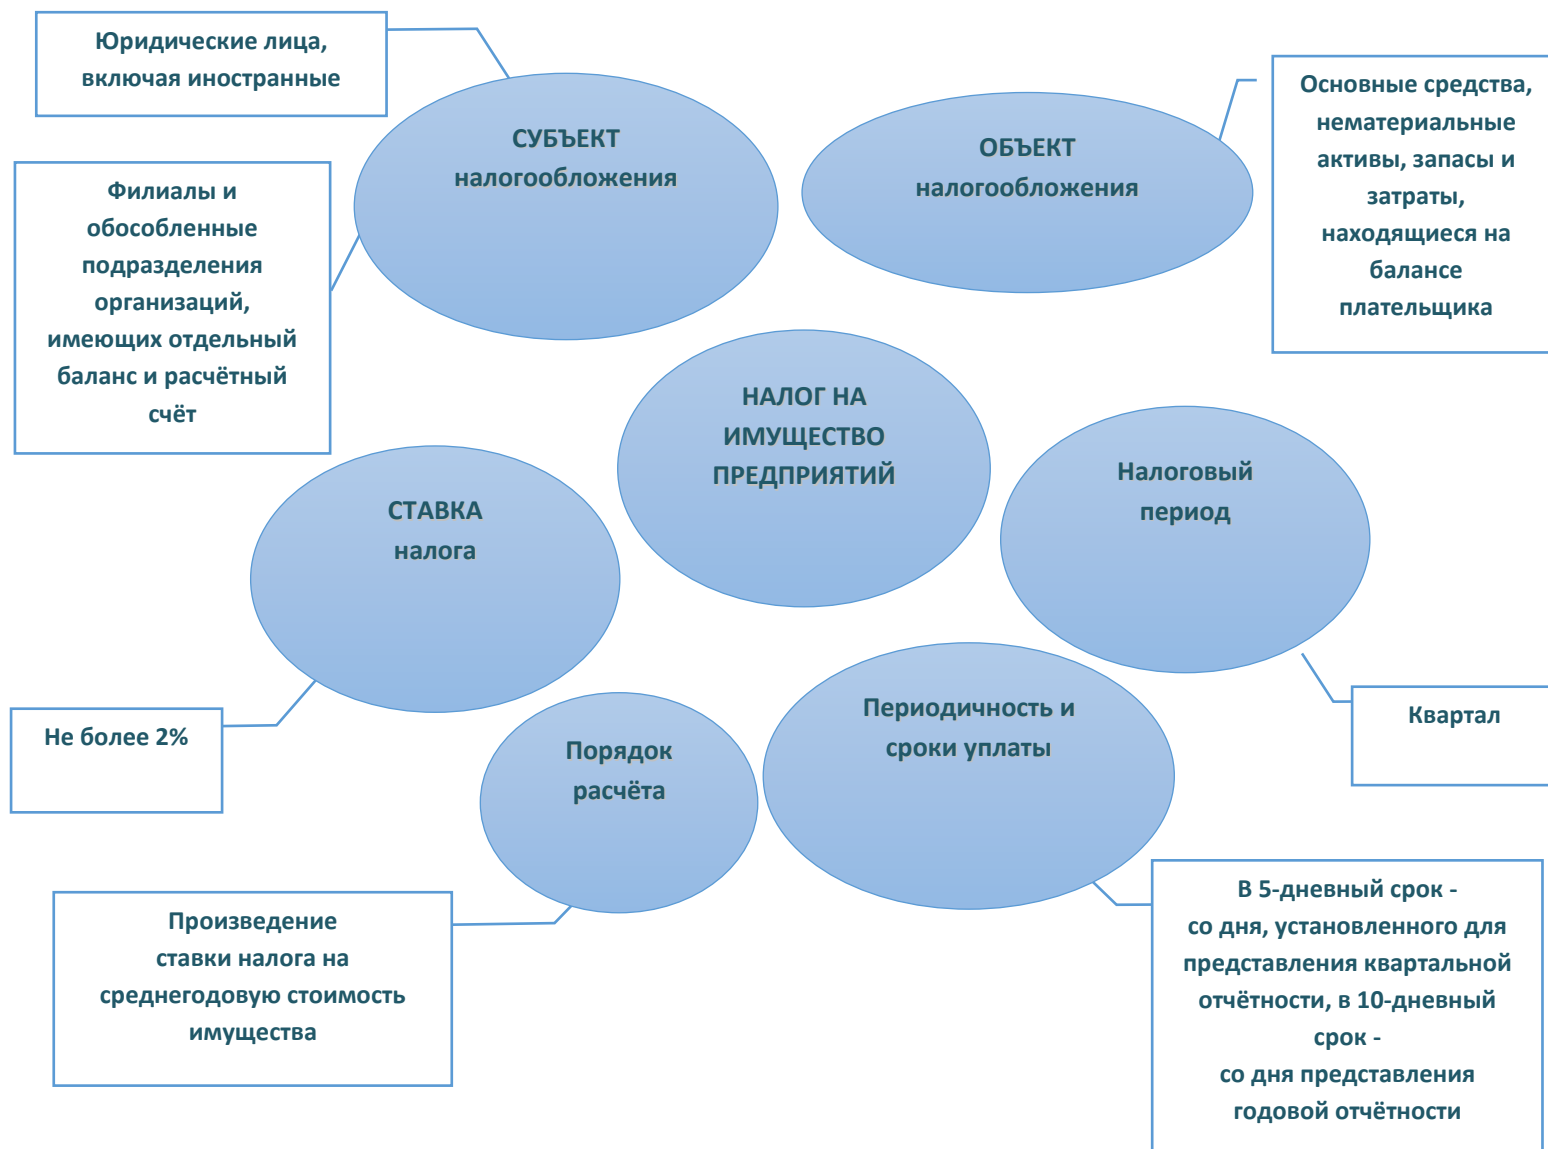 Юридические лица,
включая иностранные
СУБЪЕКТ
налогообложения
Филиалы и
обособленные
подразделения
организаций,
имеющих отдельный
баланс и расчётный
счёт
ОБЪЕКТ
налогообложения
Основные средства,
нематериальные
активы, запасы и
затраты,
находящиеся на
балансе
плательщика
НАЛОГ НА
ИМУЩЕСТВО
ПРЕДПРИЯТИЙ
СТАВКА
налога
Не более 2%
Налоговый
период
Квартал
Порядок
расчёта
Произведение
ставки налога на
среднегодовую стоимость
имущества
Периодичность и
сроки уплаты
В 5-дневный срок -
со дня, установленного для
представления квартальной
отчётности, в 10-дневный
срок -
со дня представления
годовой отчётности